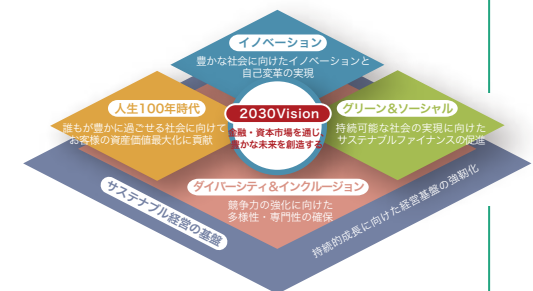 イノベーション
豊かな社会に向けたイノベーションと
自己変革の実現
人生100年時代
誰もが豊かに過ごせる社会に向けて
お客様の資産価値最大化に貢献
2030Vision
金融・資本市場を通じ、
豊かな未来を創造する
グリーン&ソーシャル
持続可能な社会の実現に向けた
サステナブルファイナンスの促進
ダイバーシティ&インクルージョン
競争力の強化に向けた
多様性・専門性の確保
サステナブル経営の基盤
持続的成長に向けた経営基盤の強靭化